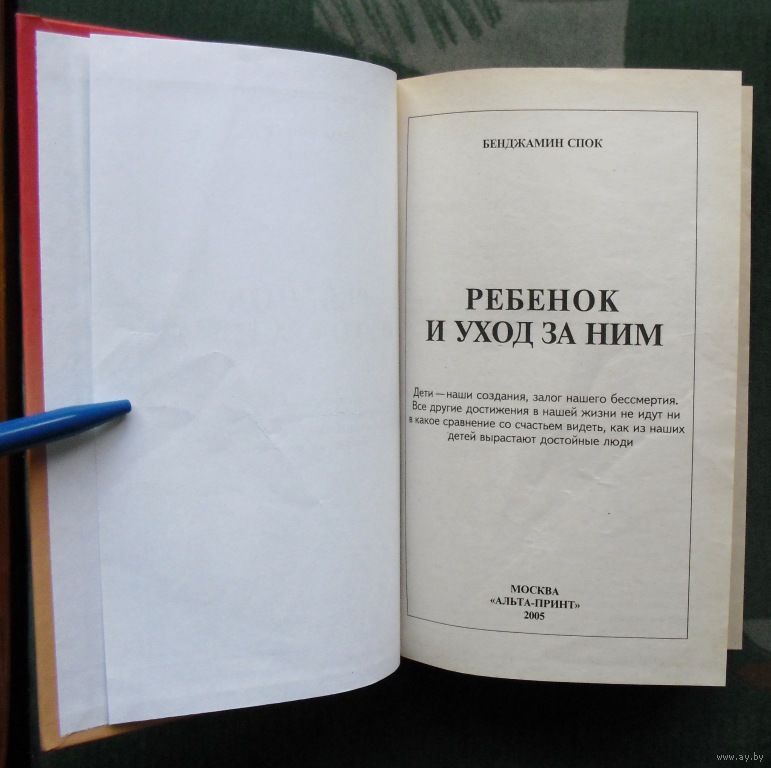 БЕНДЖАМИН СПОК
РЕБЕНОК
И УХОД ЗА НИМ
Дети — наши создания, залог нашего бессмертия.
Все другие достижения в нашей жизни не идут ни
в какое сравнение со счастьем видеть, как из наших
детей вырастают достойные люди
МОСКВА
«АЛЬТА-ПРИНТ»
2005
www.ay.by